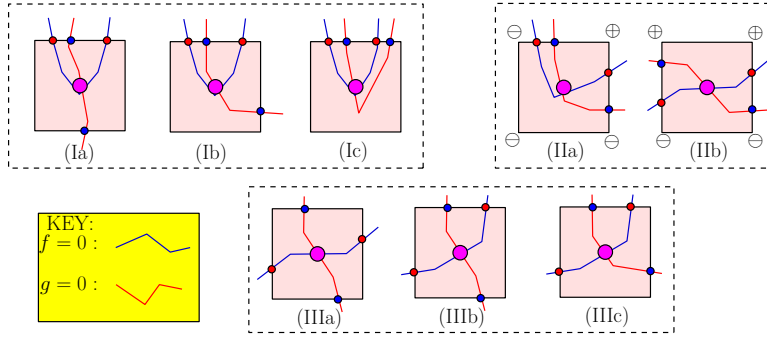 (Ia) (Ib) (Ic)
⊖ ⊕ ⊕ ⊕
⊖ ⊖ ⊖
(IIa) (IIb)
KEY:
f = 0 :
g = 0 :
(IIIa) (IIIb) (IIIc)